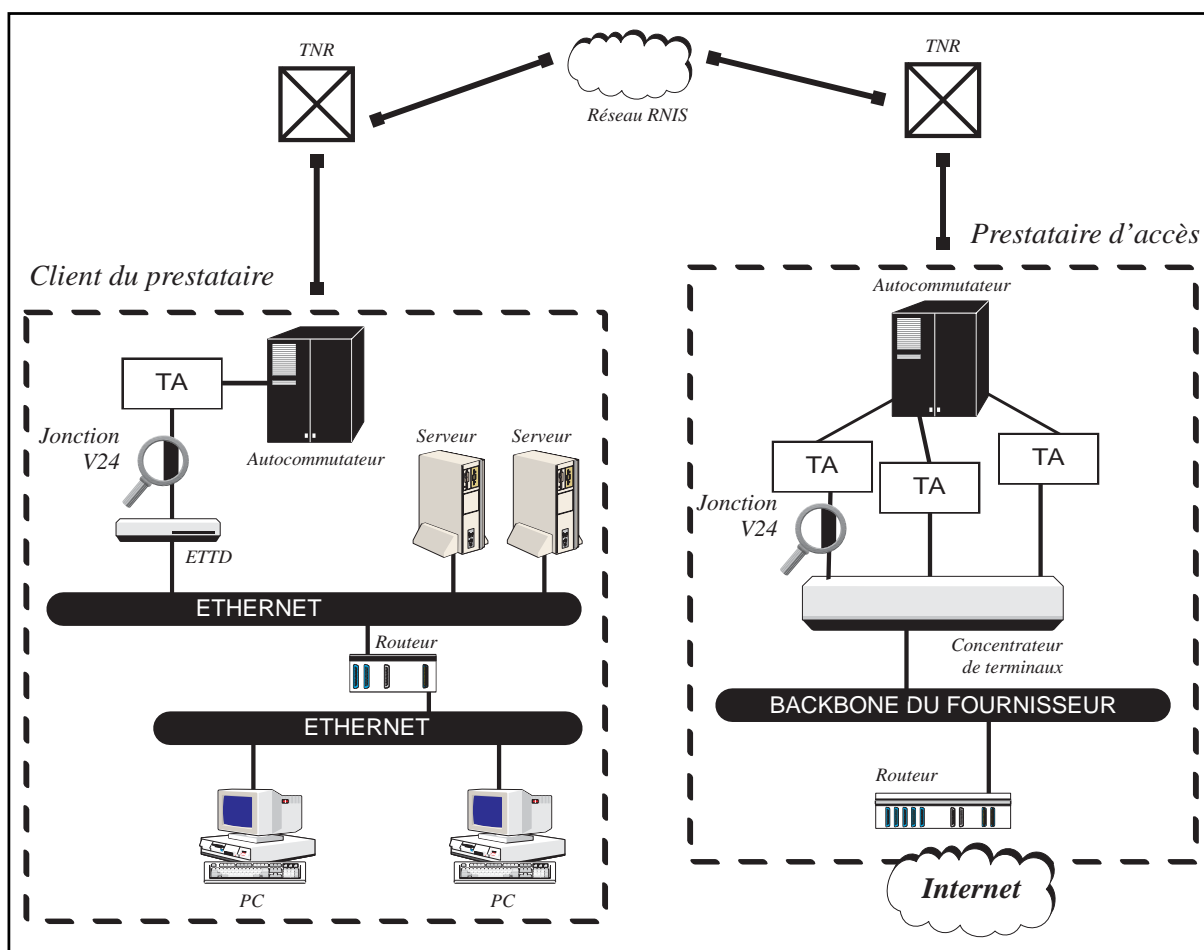 TNR
TNR
Réseau RNIS
Prestataire d'accès
Client du prestataire
Autocommutateur
TA
Jonction
V24
Autocommutateur
Serveur
Serveur
TA
TA
TA
Jonction
V24
ETTD
ETHERNET
Routeur
Concentrateur
de terminaux
ETHERNET
BACKBONE DU FOURNISSEUR
Routeur
PC
PC
Internet